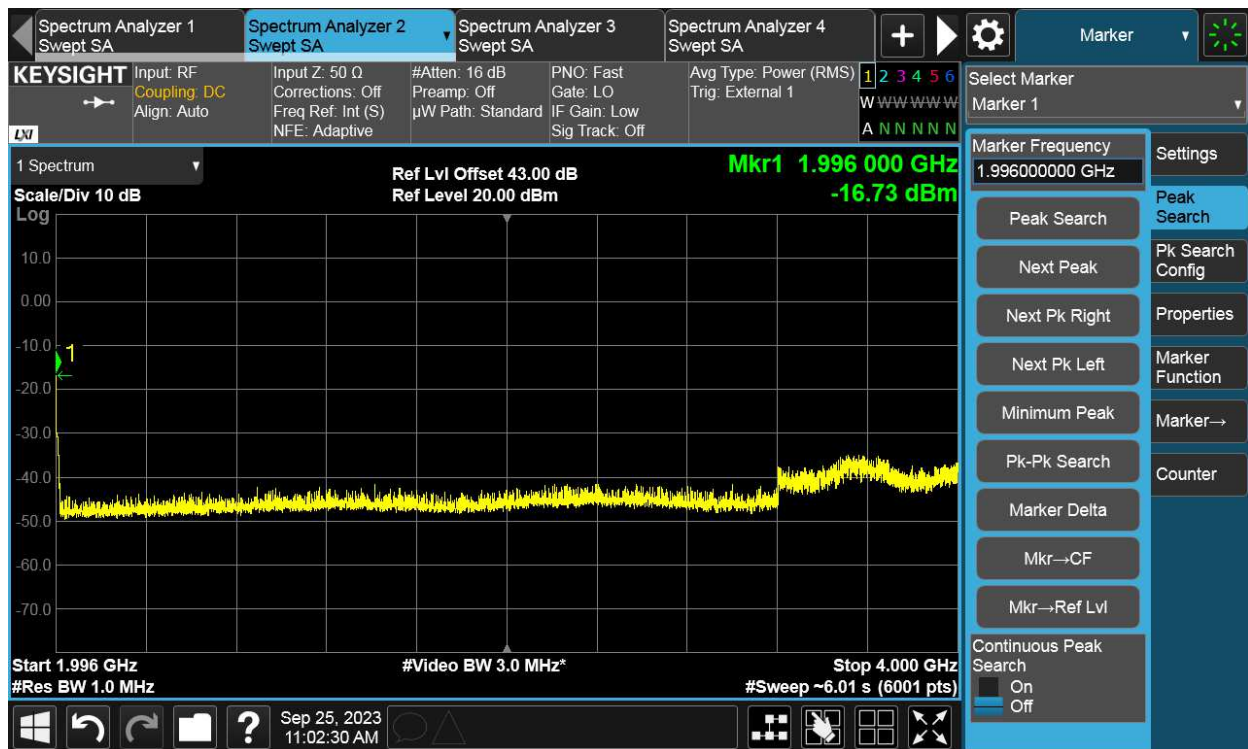 Spectrum Analyzer 1
Swept SA
Spectrum Analyzer 2
Swept SA
Spectrum Analyzer 3
Swept SA
Spectrum Analyzer 4
Swept SA
+
Marker
KEYSIGHT
LXI
Input: RF
Coupling: DC
Align: Auto
Input Z: 50 Ω
Corrections: Off
Freq Ref: Int (S)
NFE: Adaptive
#Atten: 16 dB
Preamp: Off
µW Path: Standard
PNO: Fast
Gate: LO
IF Gain: Low
Sig Track: Off
Avg Type: Power (RMS)
Trig: External 1
1 2 3 4 5 6
W W W W W W
A N N N N N
Select Marker
Marker 1
1 Spectrum
Scale/Div 10 dB
Log
Ref Lvl Offset 43.00 dB
Ref Level 20.00 dBm
Mkr1 1.996 000 GHz
-16.73 dBm
10.0
0.00
-10.0
-20.0
-30.0
-40.0
-50.0
-60.0
-70.0
1
Start 1.996 GHz
#Res BW 1.0 MHz
#Video BW 3.0 MHz*
Stop 4.000 GHz
#Sweep ~6.01 s (6001 pts)
Marker Frequency
1.996000000 GHz
Peak Search
Next Peak
Next Pk Right
Next Pk Left
Minimum Peak
Pk-Pk Search
Marker Delta
Mkr→CF
Mkr→Ref Lvl
Continuous Peak
Search
On
Off
Settings
Peak
Search
Pk Search
Config
Properties
Marker
Function
Marker→
Counter
?
Sep 25, 2023
11:02:30 AM